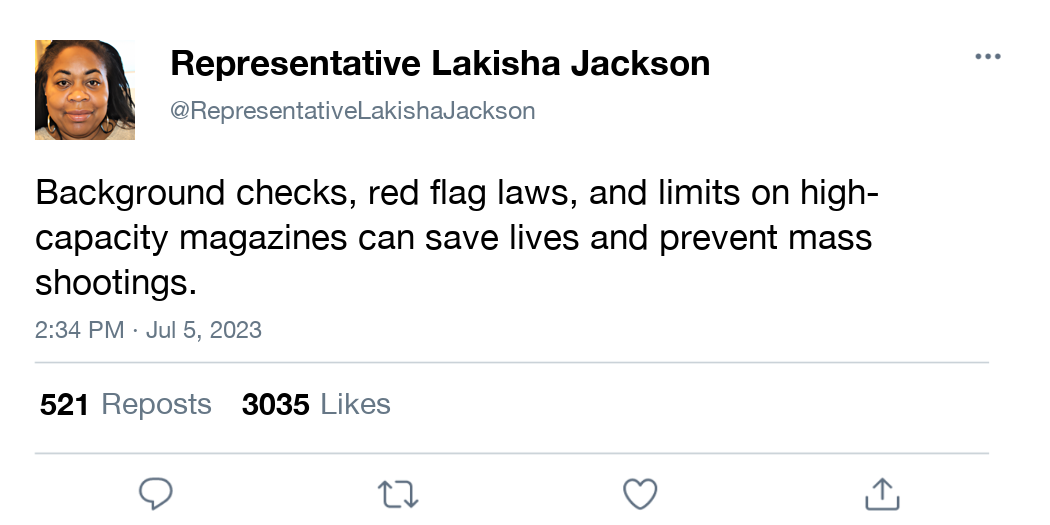 Representative Lakisha Jackson
@RepresentativeLakishaJackson
Background checks, red flag laws, and limits on high-
capacity magazines can save lives and prevent mass
shootings.
2:34 PM · Jul 5, 2023
521 Reposts 3035 Likes